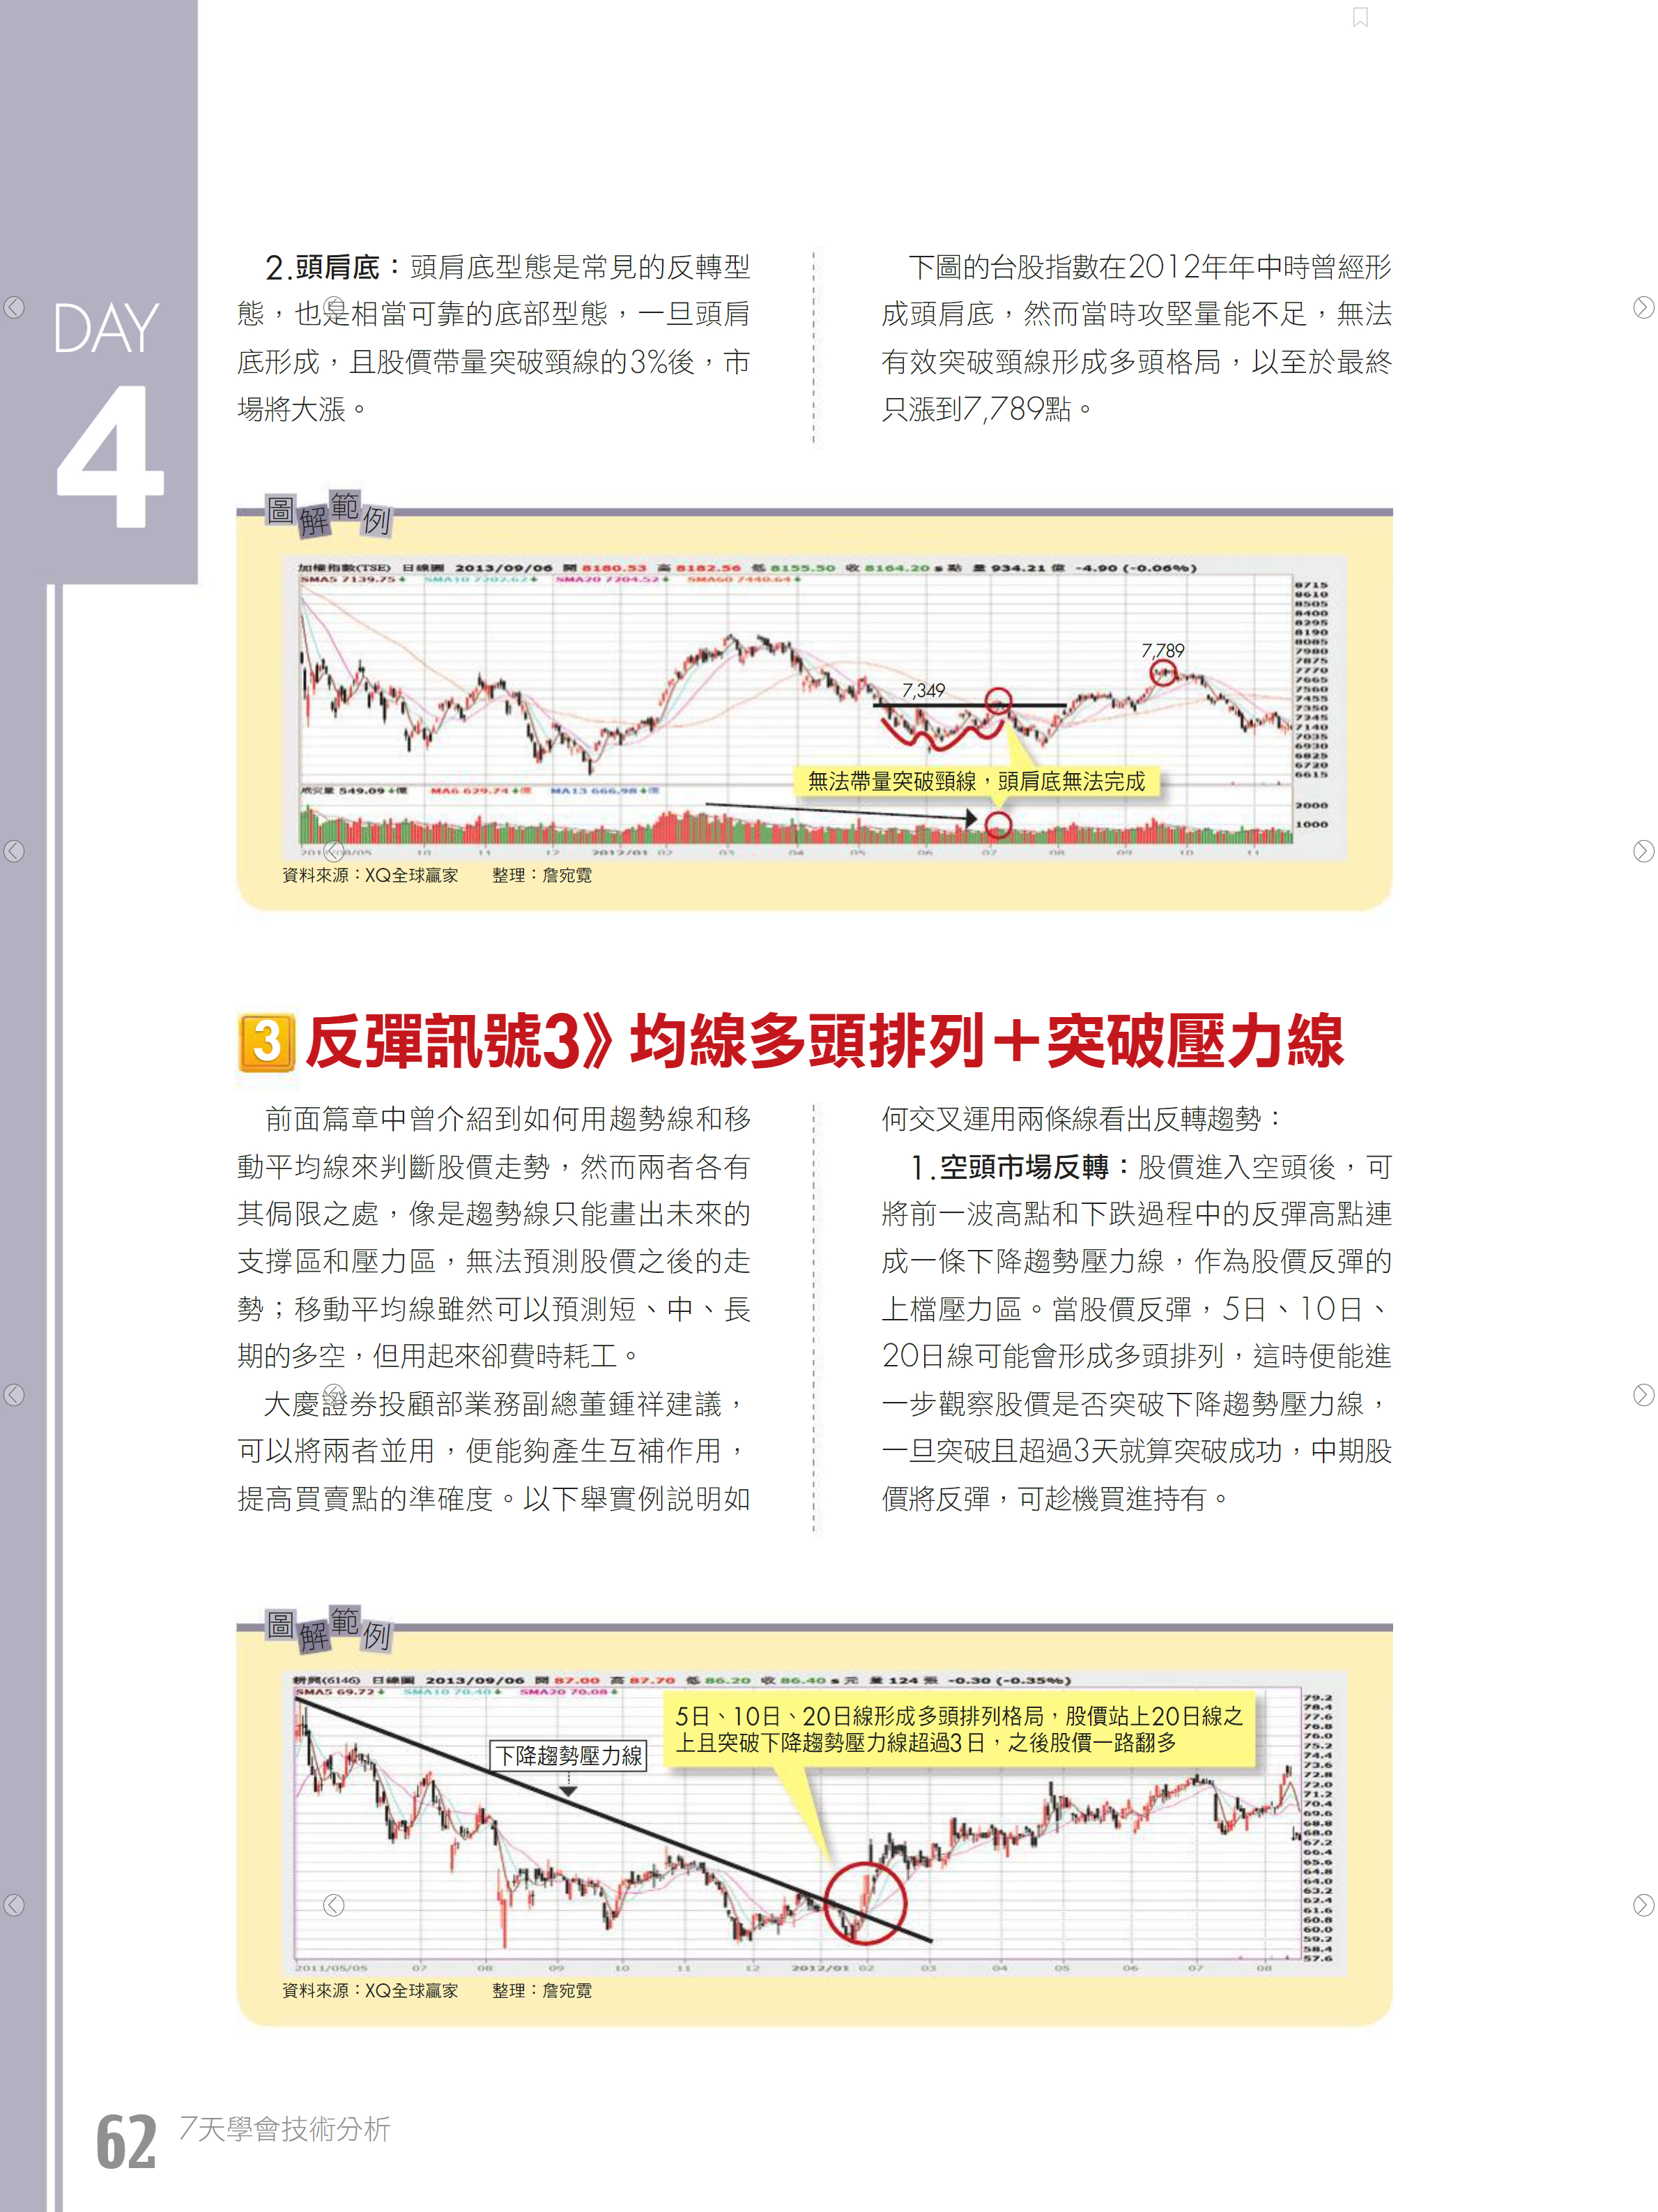 DAY
4
2.頭肩底：頭肩底型態是常見的反轉型
態，也是相當可靠的底部型態，一旦頭肩
底形成，且股價帶量突破頸線的3%後，市
場將大漲。
下圖的台股指數在2012年年中時曾經形
成頭肩底，然而當時攻堅量能不足，無法
有效突破頸線形成多頭格局，以至於最終
只漲到7,789點。
圖解範例
加權指數(TSE) 日線圖 2013/09/06 開 8180.53 高 8182.56 低 8155.50 收 8164.20 s 點 量 934.21 億 -4.90 (-0.06%)
SMA5 7139.75↓ SMA10 7202.62↓ SMA20 7204.52↓ SMA60 7440.64↓
8715
8610
8505
8400
8295
8190
8085
7980
7875
7770
7665
7560
7455
7350
7245
7140
7035
6930
6825
6720
6615
7,789
7,349
無法帶量突破頸線，頭肩底無法完成
成交量 549.09↓億 MA6 629.74↓億 MA13 666.98↓億
2000
1000
10 11 12 2012/01 02 03 04 05 06 07 08 09 10 11
資料來源：XQ全球贏家 整理：詹宛霓
3 反彈訊號3》均線多頭排列＋突破壓力線
前面篇章中曾介紹到如何用趨勢線和移
動平均線來判斷股價走勢，然而兩者各有
其侷限之處，像是趨勢線只能畫出未來的
支撐區和壓力區，無法預測股價之後的走
勢；移動平均線雖然可以預測短、中、長
期的多空，但用起來卻費時耗工。
大慶證券投顧部業務副總董鍾祥建議，
可以將兩者並用，便能夠產生互補作用，
提高買賣點的準確度。以下舉實例說明如
何交叉運用兩條線看出反轉趨勢：
1.空頭市場反轉：股價進入空頭後，可
將前一波高點和下跌過程中的反彈高點連
成一條下降趨勢壓力線，作為股價反彈的
上檔壓力區。當股價反彈，5日、10日、
20日線可能會形成多頭排列，這時便能進
一步觀察股價是否突破下降趨勢壓力線，
一旦突破且超過3天就算突破成功，中期股
價將反彈，可趁機買進持有。
圖解範例
耕興(6146) 日線圖 2013/09/06 開 87.00 高 87.70 低 86.20 收 86.40 s 元 量 124 張 -0.30 (-0.35%)
SMA5 69.72↓ SMA10 70.40↓ SMA20 70.08↓
5日、10日、20日線形成多頭排列格局，股價站上20日線之
上且突破下降趨勢壓力線超過3日，之後股價一路翻多
下降趨勢壓力線
79.2
78.4
77.6
76.8
76.0
75.2
74.4
73.6
72.8
72.0
71.2
70.4
69.6
68.8
68.0
67.2
66.4
65.6
64.8
64.0
63.2
62.4
61.6
60.8
60.0
59.2
58.4
57.6
2011/05/05 07 08 09 10 11 12 2012/01 02 03 04 05 06 07 08
資料來源：XQ全球贏家 整理：詹宛霓
62 7天學會技術分析